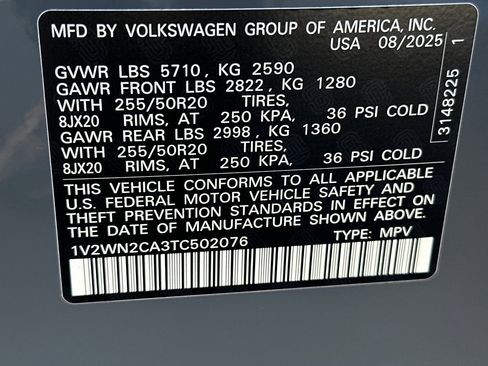 MFD BY VOLKSWAGEN GROUP OF AMERICA, INC.
USA 08/2025 1
GVWR LBS 5710, KG 2590
GAWR FRONT LBS 2822, KG 1280
WITH 255/50R20 TIRES,
8JX20 RIMS, AT 250 KPA, 36 PSI COLD
GAWR REAR LBS 2998, KG 1360
WITH 255/50R20 TIRES,
8JX20 RIMS, AT 250 KPA, 36 PSI COLD
THIS VEHICLE CONFORMS TO ALL APPLICABLE
U.S. FEDERAL MOTOR VEHICLE SAFETY AND
THEFT PREVENTION STANDARDS IN EFFECT ON
THE DATE OF MANUFACTURE SHOWN ABOVE.
1V2WN2CA3TC502076 TYPE: MPV
3148225